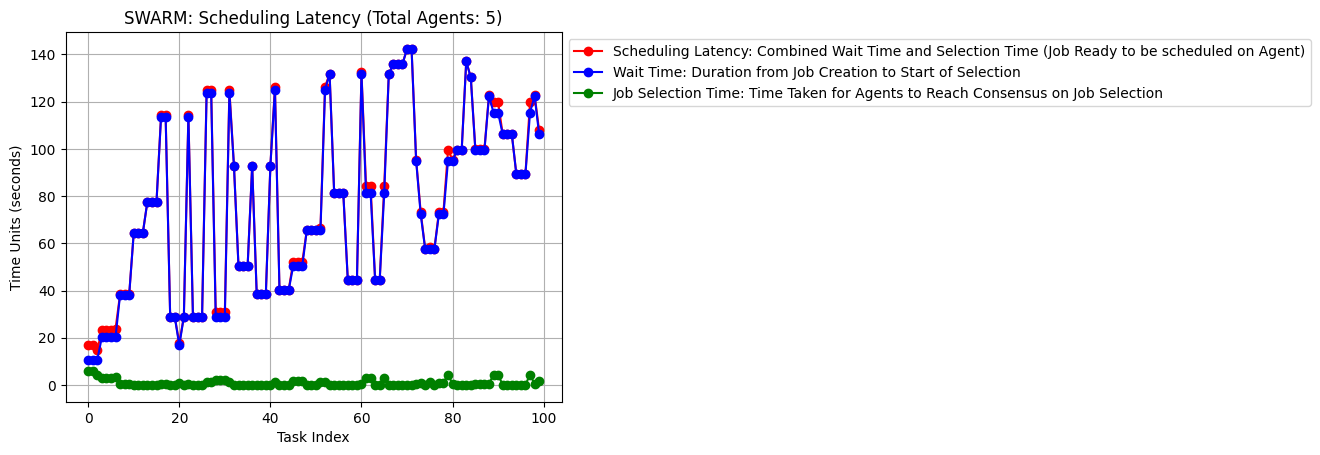 SWARM: Scheduling Latency (Total Agents: 5)
Scheduling Latency: Combined Wait Time and Selection Time (Job Ready to be scheduled on Agent)
Wait Time: Duration from Job Creation to Start of Selection
Job Selection Time: Time Taken for Agents to Reach Consensus on Job Selection
Time Units (seconds)
140
120
100
80
60
40
20
0
0 20 40 60 80 100
Task Index